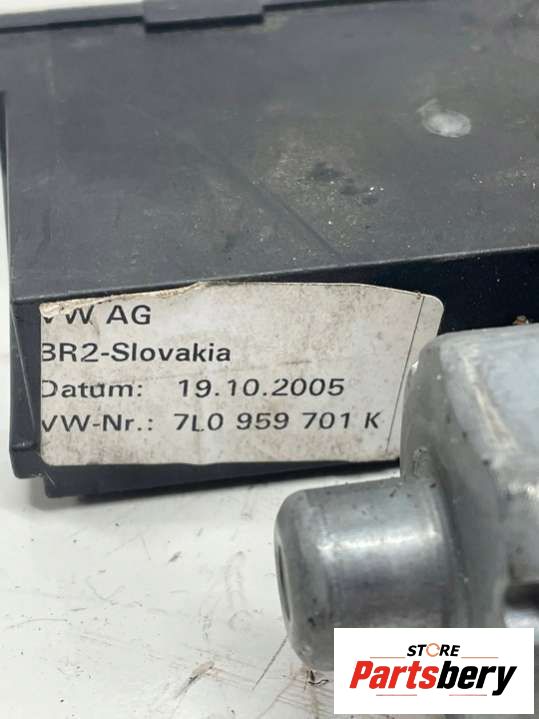 VW AG
BR2-Slovakia
Datum: 19.10.2005
VW-Nr.: 7L0 959 701 K
STORE
Partsbery